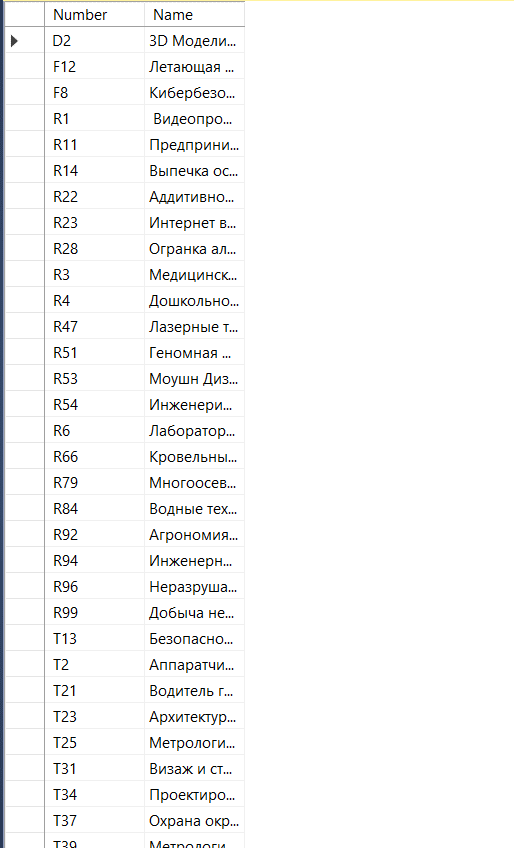 Number Name
D2 3D Модели...
F12 Летающая ...
F8 Кибербезо...
R1 Видеопро...
R11 Предприни...
R14 Выпечка ос...
R22 Аддитивно...
R23 Интернет в...
R28 Огранка ал...
R3 Медицинск...
R4 Дошкольно...
R47 Лазерные т...
R51 Геномная ...
R53 Моушн Диз...
R54 Инженери...
R6 Лаборатор...
R66 Кровельны...
R79 Многоосев...
R84 Водные тех...
R92 Агрономия...
R94 Инженерн...
R96 Неразруша...
R99 Добыча не...
T13 Безопасно...
T2 Аппаратчи...
T21 Водитель г...
T23 Архитектур...
T25 Метрологи...
T31 Визаж и ст...
T34 Проектиро...
T37 Охрана окр...
T39 Метрологи...